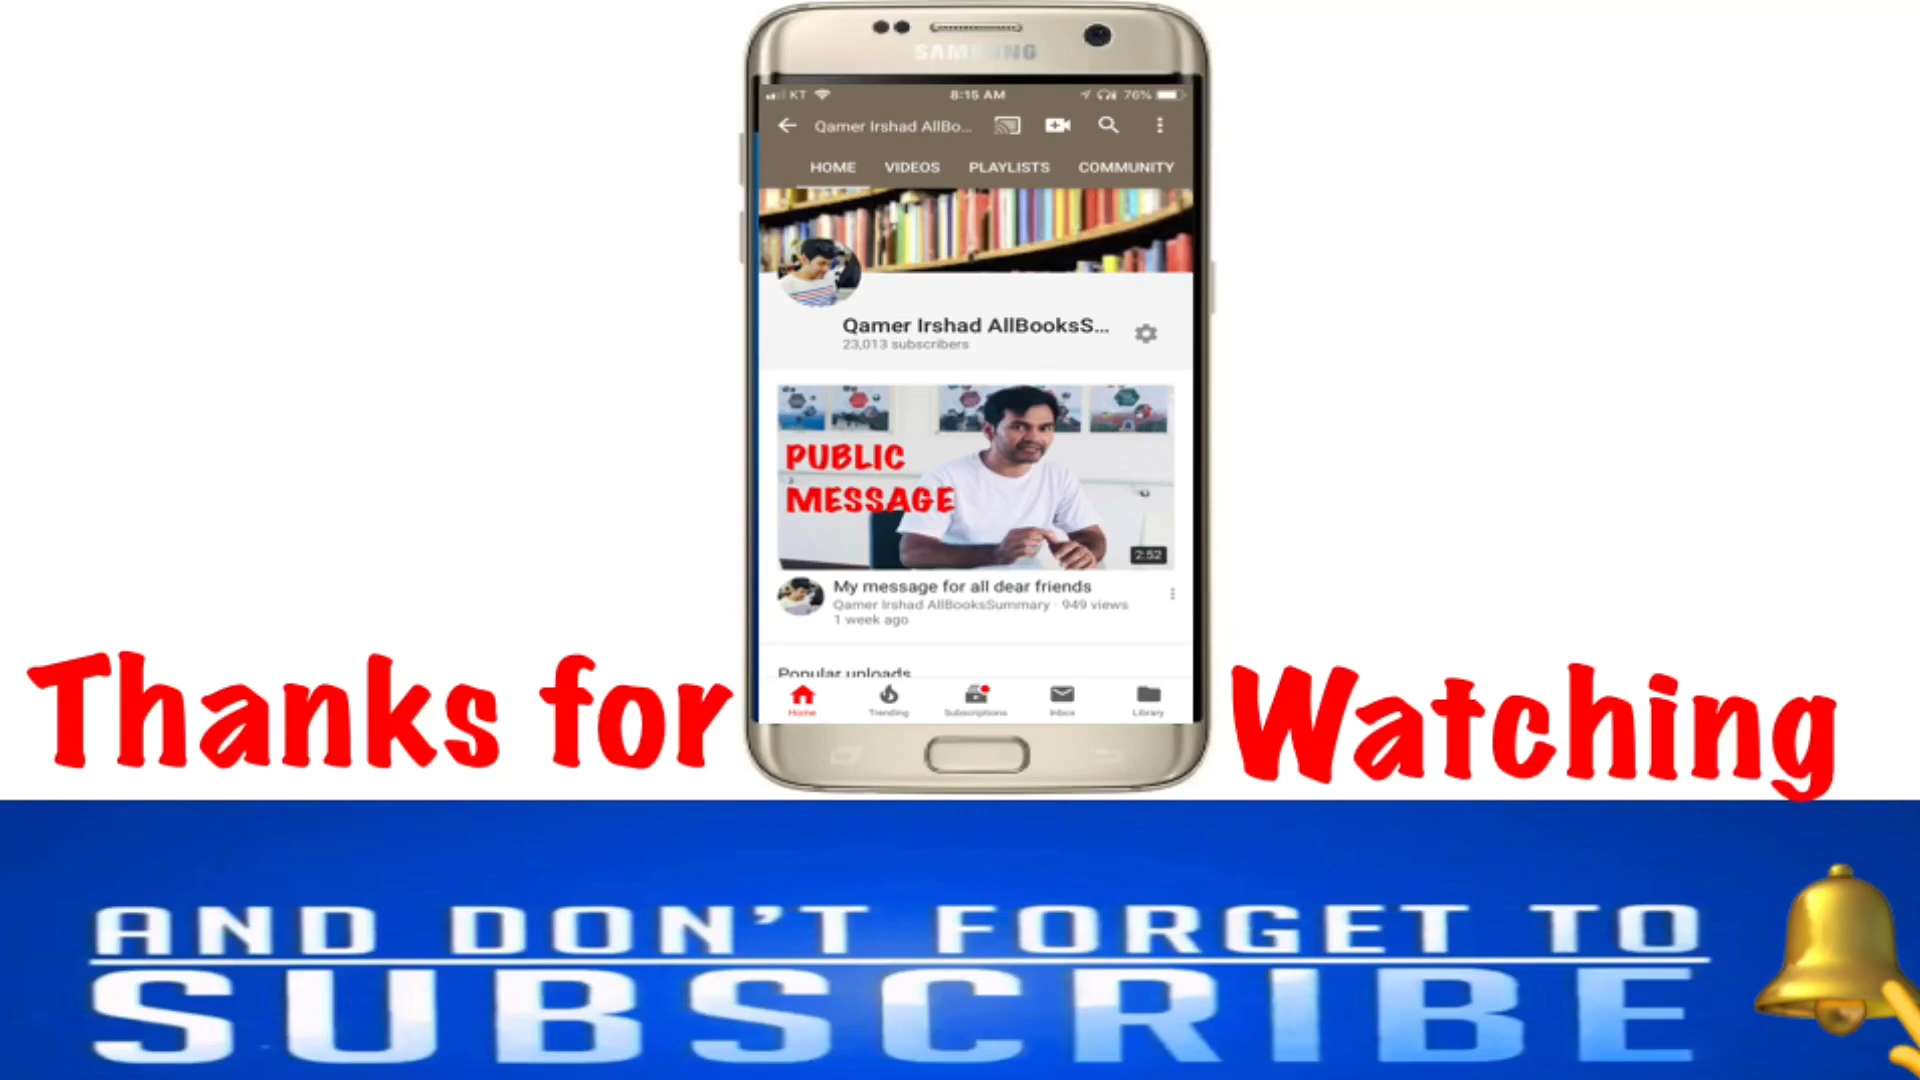 SAMSUNG
KT 8:15 AM 76%
Qamer Irshad AllBo...
HOME VIDEOS PLAYLISTS COMMUNITY
Qamer Irshad AllBooksS...
23,013 subscribers
PUBLIC
MESSAGE
2:52
My message for all dear friends
Qamer Irshad AllBooksSummary · 949 views
1 week ago
Popular uploads
Home Trending Subscriptions Inbox Library
Thanks for Watching
AND DON'T FORGET TO
SUBSCRIBE